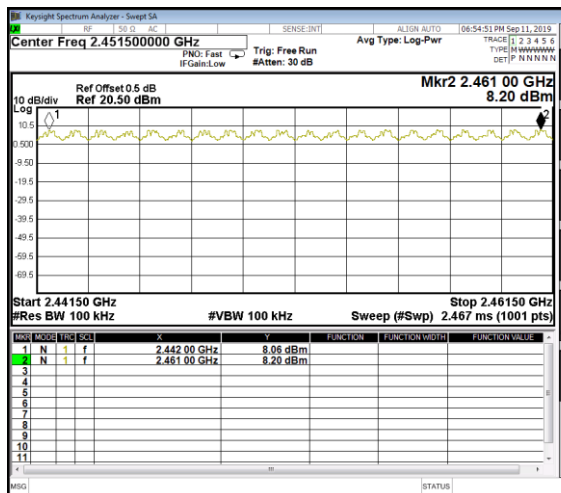 Keysight Spectrum Analyzer - Swept SA
RF 50 Ω AC SENSE:INT ALIGN AUTO 06:54:51 PM Sep 11, 2019
Center Freq 2.451500000 GHz
PNO: Fast
IFGain:Low
Trig: Free Run
#Atten: 30 dB
Avg Type: Log-Pwr
TRACE 1 2 3 4 5 6
TYPE M WWWWW
DET P N N N N N
Ref Offset 0.5 dB
10 dB/div Ref 20.50 dBm
Log
Mkr2 2.461 00 GHz
8.20 dBm
1
2
10.5
0.500
-9.50
-19.5
-29.5
-39.5
-49.5
-59.5
-69.5
Start 2.44150 GHz Stop 2.46150 GHz
#Res BW 100 kHz #VBW 100 kHz Sweep (#Swp) 2.467 ms (1001 pts)
MKR MODE TRC SCL X Y FUNCTION FUNCTION WIDTH FUNCTION VALUE
1 N 1 f 2.442 00 GHz 8.06 dBm
2 N 1 f 2.461 00 GHz 8.20 dBm
3
4
5
6
7
8
9
10
11
MSG STATUS